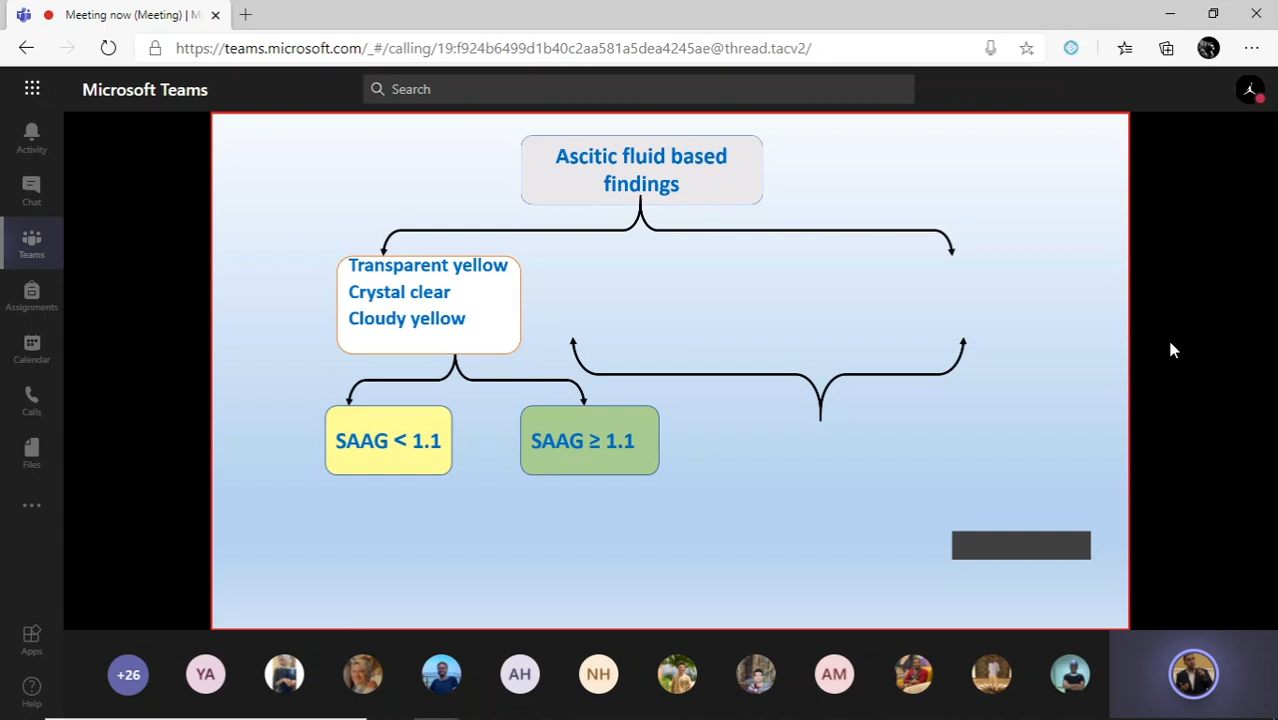 Meeting now (Meeting) | M
https://teams.microsoft.com/_#/calling/19:f924b6499d1b40c2aa581a5dea4245ae@thread.tacv2/
Microsoft Teams
Search
Activity
Chat
Teams
Assignments
Calendar
Calls
Files
Apps
Help
Ascitic fluid based
findings
Transparent yellow
Crystal clear
Cloudy yellow
SAAG < 1.1
SAAG ≥ 1.1
+26
YA
AH
NH
AM